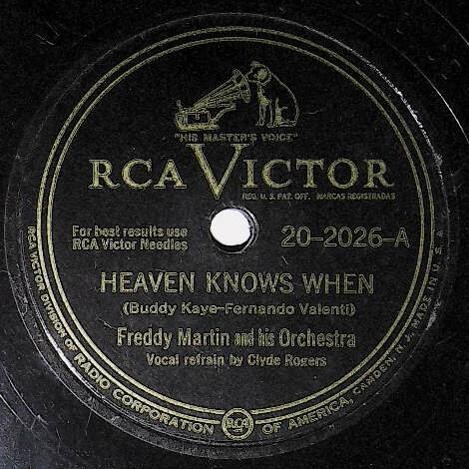 "HIS MASTER'S VOICE"
RCA VICTOR
REG. U. S. PAT. OFF. MARCAS REGISTRADAS
For best results use
RCA Victor Needles
20-2026-A
HEAVEN KNOWS WHEN
(Buddy Kaye-Fernando Valenti)
Freddy Martin and his Orchestra
Vocal refrain by Clyde Rogers
RCA VICTOR DIVISION OF RADIO CORPORATION OF AMERICA, CAMDEN, N. J. MADE IN U. S. A.
RCA